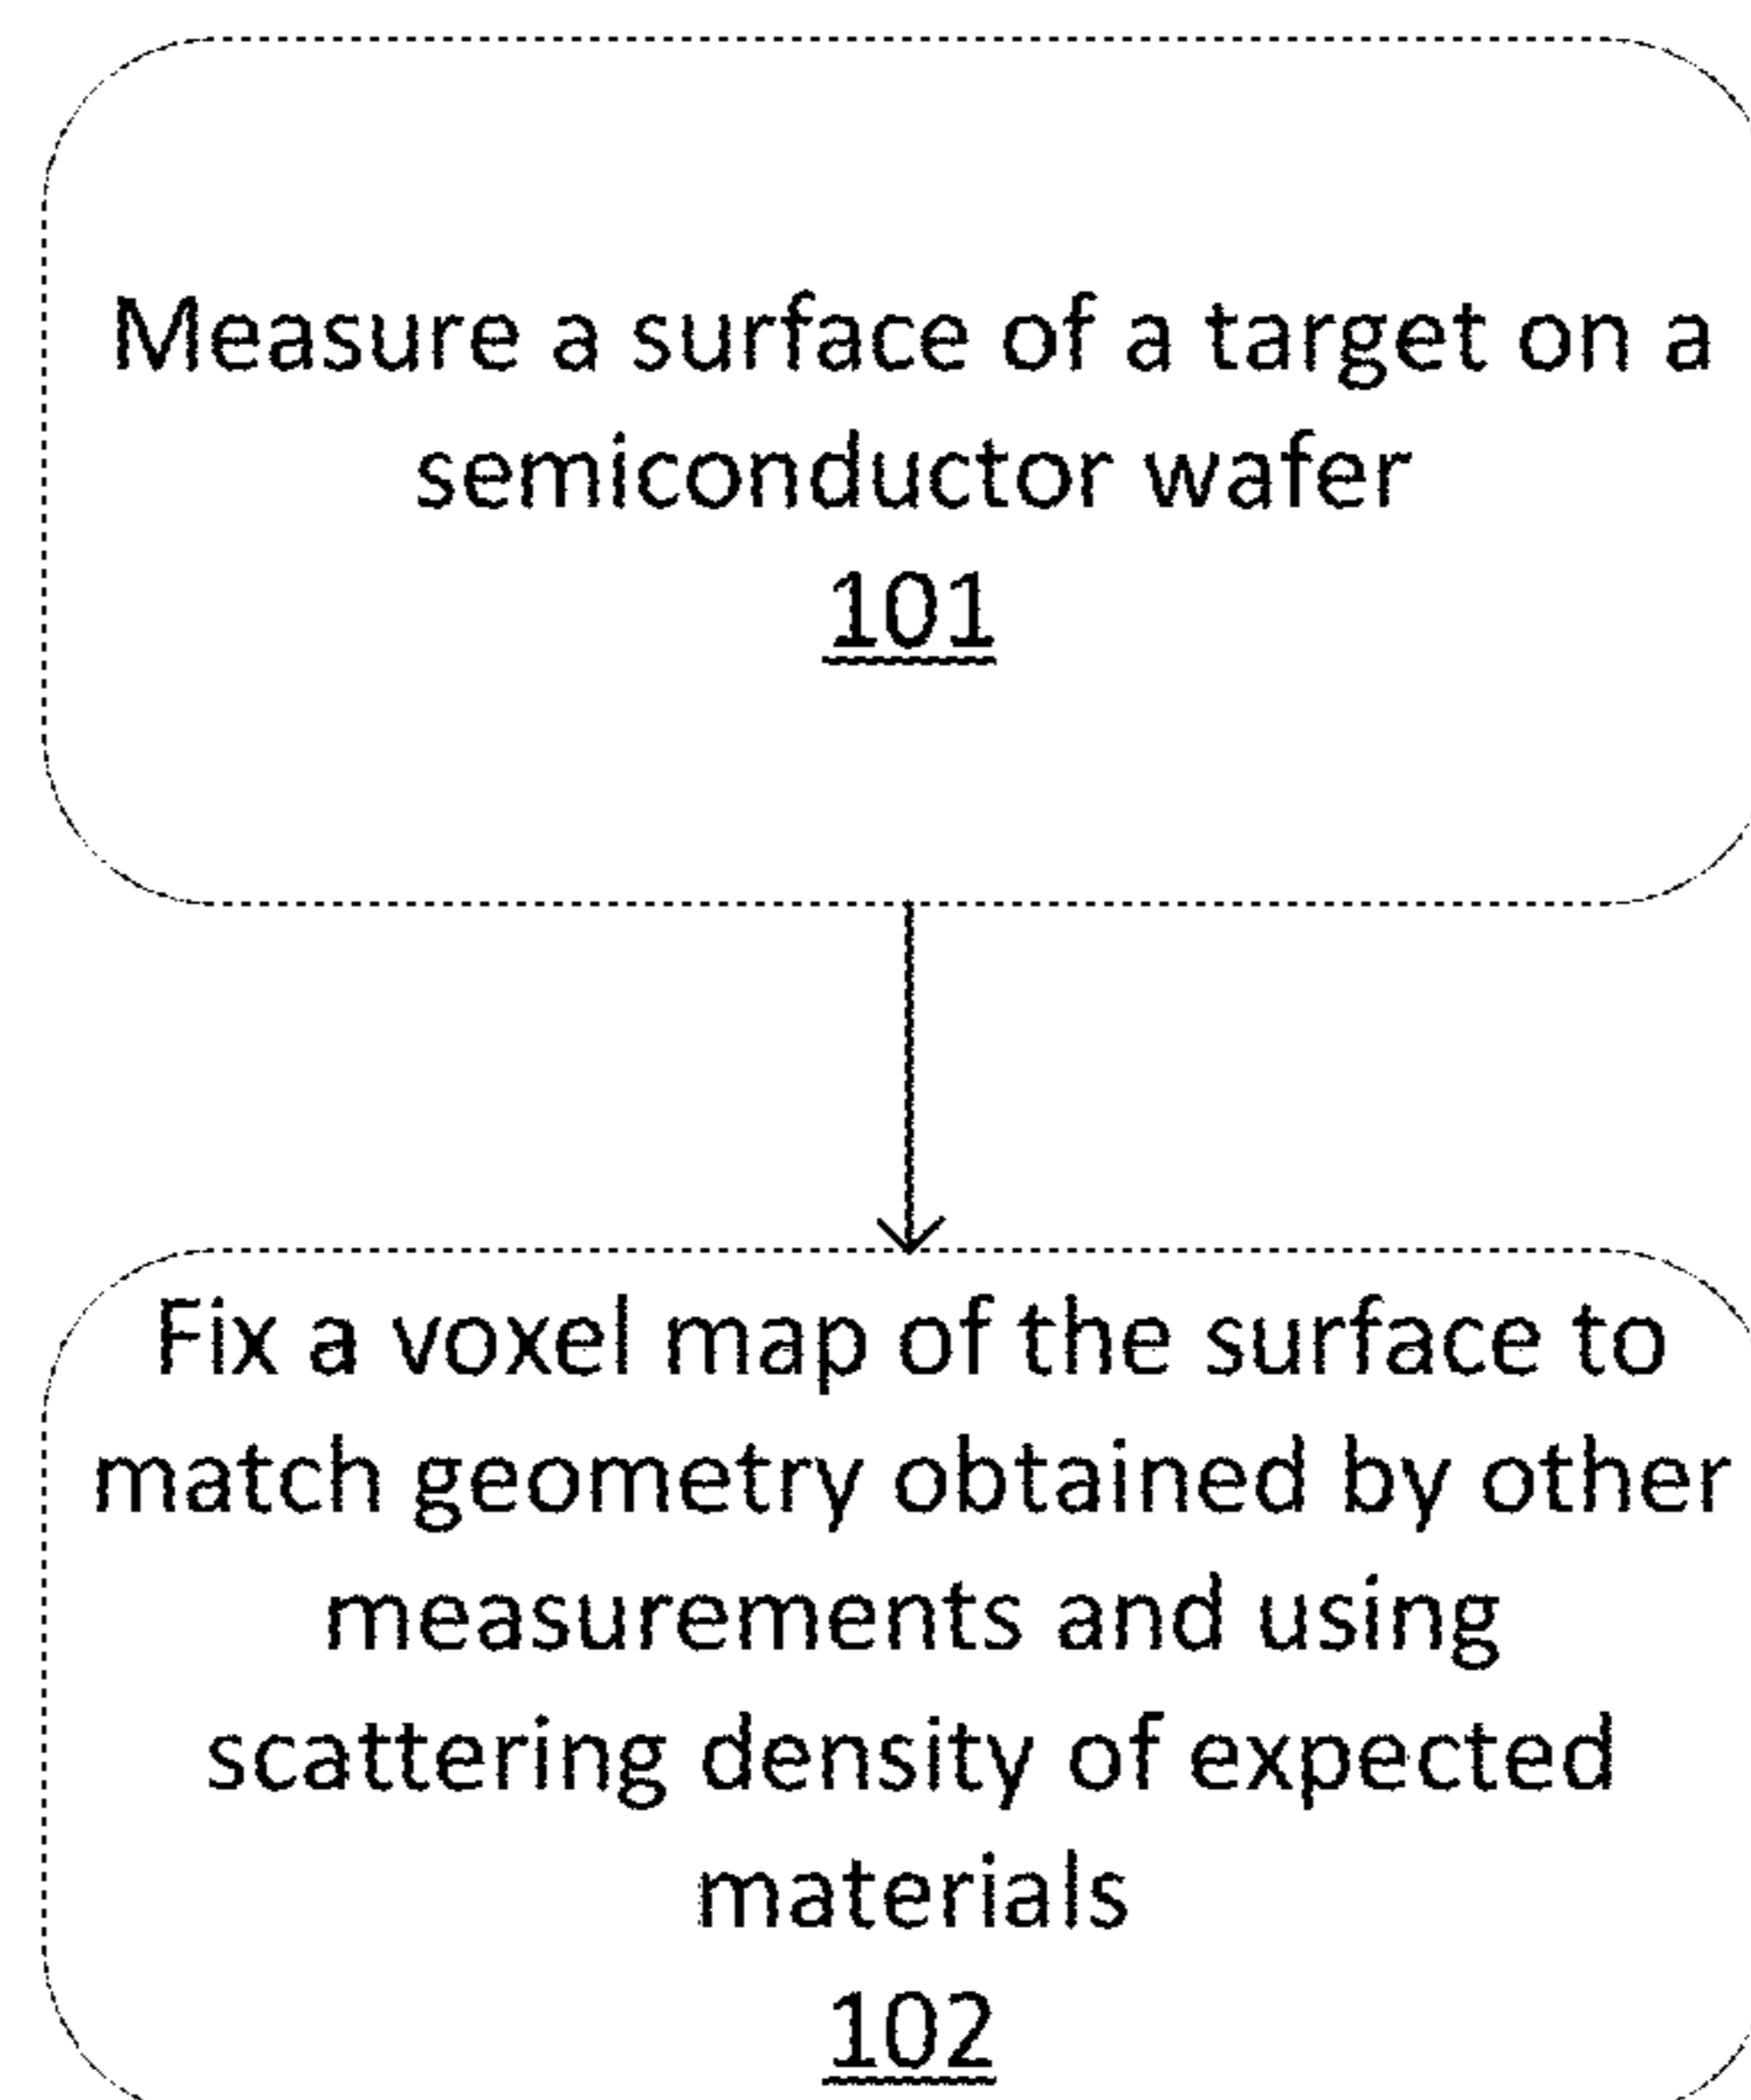 Measure a surface of a target on a
semiconductor wafer
101
Fix a voxel map of the surface to
match geometry obtained by other
measurements and using
scattering density of expected
materials
102